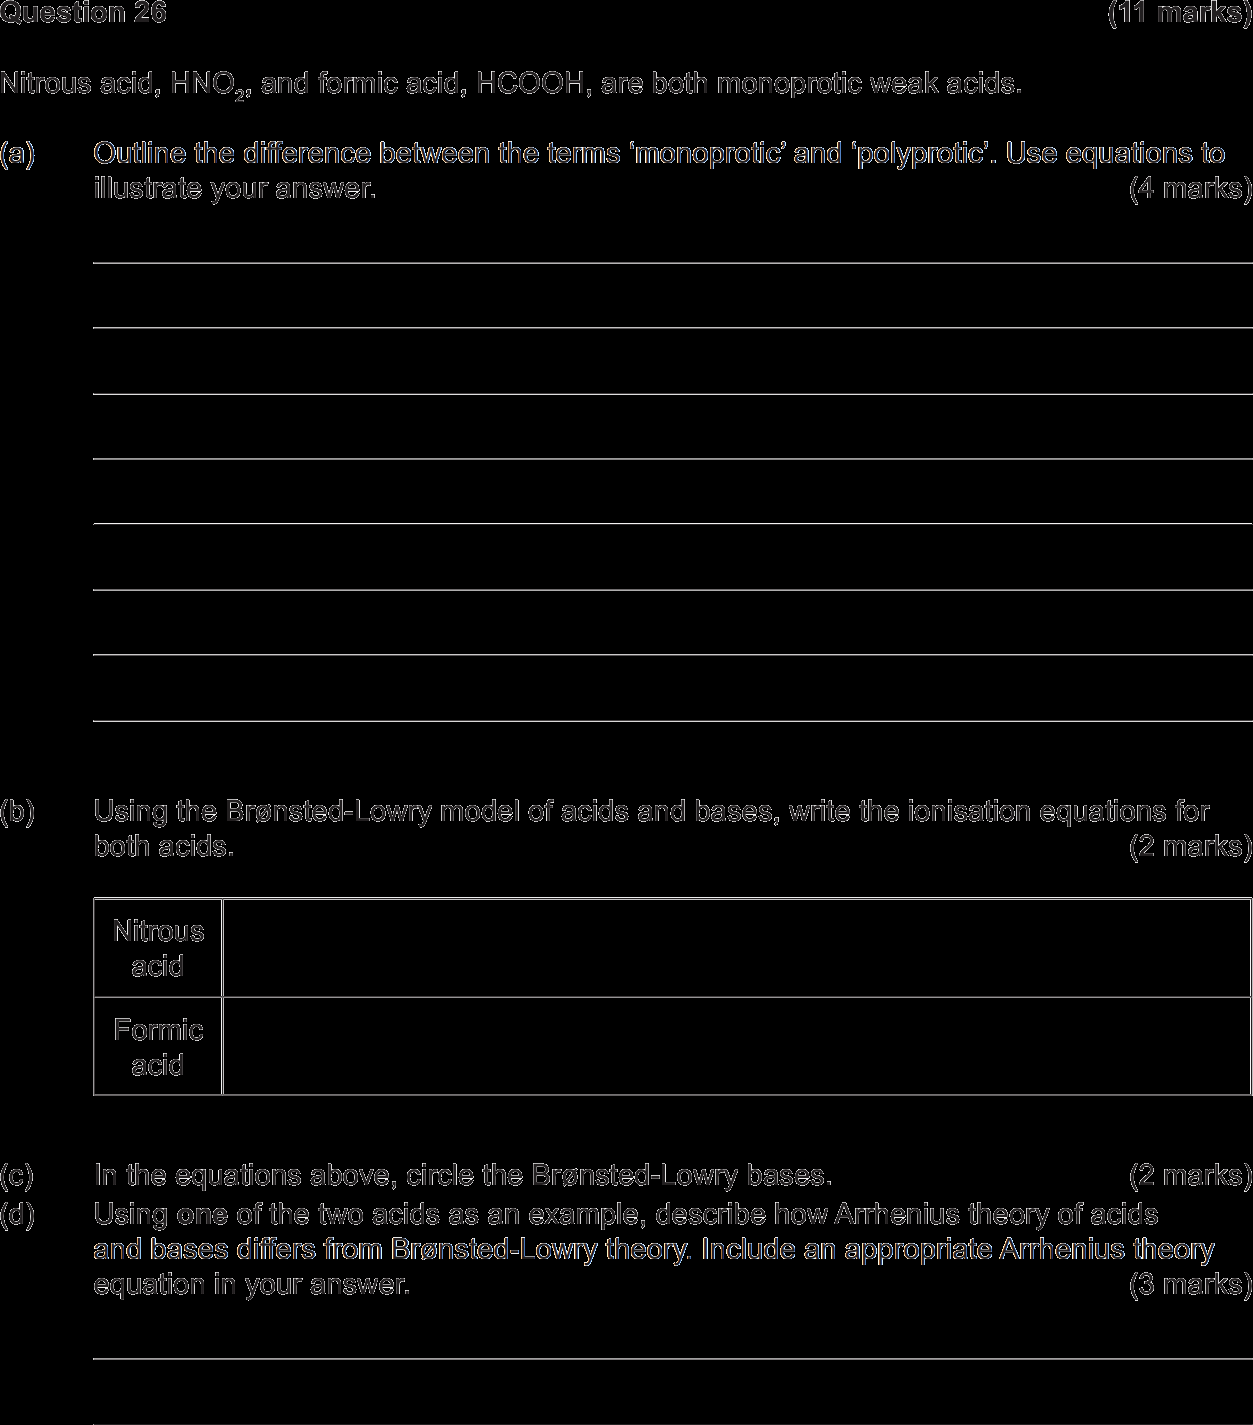 Question 26 (11 marks)
Nitrous acid, HNO₂, and formic acid, HCOOH, are both monoprotic weak acids.
(a) Outline the difference between the terms ‘monoprotic’ and ‘polyprotic’. Use equations to
illustrate your answer. (4 marks)
(b) Using the Brønsted-Lowry model of acids and bases, write the ionisation equations for
both acids. (2 marks)
Nitrous
acid
Formic
acid
(c) In the equations above, circle the Brønsted-Lowry bases. (2 marks)
(d) Using one of the two acids as an example, describe how Arrhenius theory of acids
and bases differs from Brønsted-Lowry theory. Include an appropriate Arrhenius theory
equation in your answer. (3 marks)